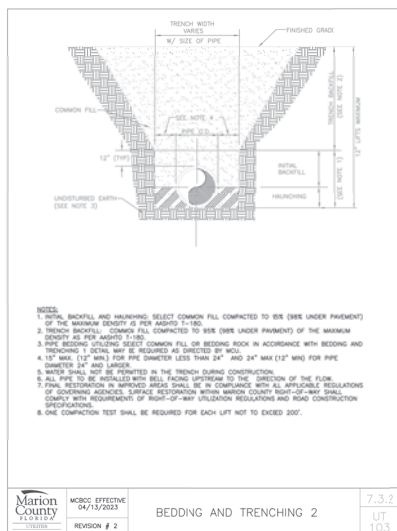 TRENCH WIDTH
VARIES
W/ SIZE OF PIPE
FINISHED GRADE
COMMON FILL
SEE NOTE 4
PIPE O.D.
12" (TYP)
INITIAL
BACKFILL
HAUNCHING
UNDISTURBED EARTH
(SEE NOTE 3)
TRENCH BACKFILL
(SEE NOTE 2)
(SEE NOTE 1)
12" LIFTS MAXIMUM
NOTES:
1. INITIAL BACKFILL AND HAUNCHING: SELECT COMMON FILL COMPACTED TO 95% (98% UNDER PAVEMENT)
OF THE MAXIMUM DENSITY AS PER AASHTO T-180.
2. TRENCH BACKFILL: COMMON FILL COMPACTED TO 95% (98% UNDER PAVEMENT) OF THE MAXIMUM
DENSITY AS PER AASHTO T-180.
3. PIPE BEDDING UTILIZING SELECT COMMON FILL OR BEDDING ROCK IN ACCORDANCE WITH BEDDING AND
TRENCHING 1 DETAIL MAY BE REQUIRED AS DIRECTED BY MCU.
4. 15" MAX. (12" MIN.) FOR PIPE DIAMETER LESS THAN 24" AND 24" MAX (12" MIN) FOR PIPE
DIAMETER 24" AND LARGER.
5. WATER SHALL NOT BE PERMITTED IN THE TRENCH DURING CONSTRUCTION.
6. ALL PIPE TO BE INSTALLED WITH BELL FACING UPSTREAM TO THE DIRECTION OF THE FLOW.
7. FINAL RESTORATION IN IMPROVED AREAS SHALL BE IN COMPLIANCE WITH ALL APPLICABLE REGULATIONS
OF GOVERNING AGENCIES. SURFACE RESTORATION WITHIN MARION COUNTY RIGHT-OF-WAY SHALL
COMPLY WITH REQUIREMENTS OF RIGHT-OF-WAY UTILIZATION REGULATIONS AND ROAD CONSTRUCTION
SPECIFICATIONS.
8. ONE COMPACTION TEST SHALL BE REQUIRED FOR EACH LIFT NOT TO EXCEED 200'.
Marion
County
FLORIDA
UTILITIES
MCBCC EFFECTIVE
04/13/2023
REVISION # 2
BEDDING AND TRENCHING 2
7.3.2
UT
103